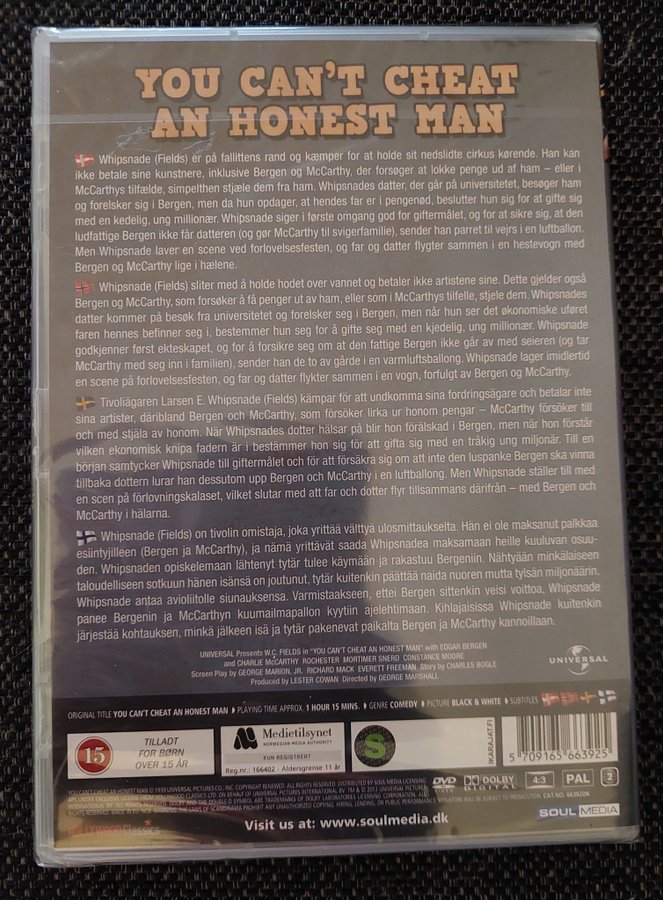 YOU CAN'T CHEAT
AN HONEST MAN
Whipsnade (Fields) er på fallittens rand og kæmper for at holde sit nedslidte cirkus kørende. Han kan
ikke betale sine kunstnere, inklusive Bergen og McCarthy, der forsøger at lokke penge ud af ham – eller i
McCarthys tilfælde, simpelthen stjæle dem fra ham. Whipsnades datter, der går på universitetet, besøger ham
og forelsker sig i Bergen, men da hun opdager, at hendes far er i pengenød, beslutter hun sig for at gifte sig
med en kedelig, ung millionær. Whipsnade siger i første omgang god for giftermålet, og for at sikre sig, at den
ludfattige Bergen ikke får datteren (og gør McCarthy til svigerfamilie), sender han parret til vejrs i en luftballon.
Men Whipsnade laver en scene ved forlovelsesfesten, og far og datter flygter sammen i en hestevogn med
Bergen og McCarthy lige i hælene.
Whipsnade (Fields) sliter med å holde hodet over vannet og betaler ikke artistene sine. Dette gjelder også
Bergen og McCarthy, som forsøker å få penger ut av ham, eller som i McCarthys tilfelle, stjele dem. Whipsnades
datter kommer på besøk fra universitetet og forelsker seg i Bergen, men når hun ser det økonomiske uføret
faren hennes befinner seg i, bestemmer hun seg for å gifte seg med en kjedelig, ung millionær. Whipsnade
godkjenner først ekteskapet, og for å forsikre seg om at den fattige Bergen ikke går av med seieren (og tar
McCarthy med seg inn i familien), sender han de to av gårde i en varmluftsballong. Whipsnade lager imidlertid
en scene på forlovelsesfesten, og far og datter flykter sammen i en vogn, forfulgt av Bergen og McCarthy.
Tivoliägaren Larsen E. Whipsnade (Fields) kämpar för att undkomma sina fordringsägare och betalar inte
sina artister, däribland Bergen och McCarthy, som försöker lirka ur honom pengar – McCarthy försöker till
och med stjäla av honom. När Whipsnades dotter hälsar på blir hon förälskad i Bergen, men när hon förstår
vilken ekonomisk knipa fadern är i bestämmer hon sig för att gifta sig med en tråkig ung miljonär. Till en
början samtycker Whipsnade till giftermålet och för att försäkra sig om att inte den luspanke Bergen ska vinna
tillbaka dottern lurar han dessutom upp Bergen och McCarthy i en luftballong. Men Whipsnade ställer till med
en scen på förlovningskalaset, vilket slutar med att far och dotter flyr tillsammans därifrån – med Bergen och
McCarthy i hälarna.
Whipsnade (Fields) on tivolin omistaja, joka yrittää välttyä ulosmittaukselta. Hän ei ole maksanut palkkaa
esiintyjilleen (Bergen ja McCarthy), ja nämä yrittävät saada Whipsnadea maksamaan heille kuuluvan osuu-
den. Whipsnaden opiskelemaan lähtenyt tytär tulee käymään ja rakastuu Bergeniin. Nähtyään minkälaiseen
taloudelliseen sotkuun hänen isänsä on joutunut, tytär kuitenkin päättää naida nuoren mutta tylsän miljonäärin.
Whipsnade antaa avioliitolle siunauksensa. Varmistaakseen, ettei Bergen sittenkin veisi voittoa, Whipsnade
panee Bergenin ja McCarthyn kuumailmapallon kyytiin ajelehtimaan. Kihlajaisissa Whipsnade kuitenkin
järjestää kohtauksen, minkä jälkeen isä ja tytär pakenevat paikalta Bergen ja McCarthy kannoillaan.
UNIVERSAL Presents W.C. FIELDS in "YOU CAN'T CHEAT AN HONEST MAN" with EDGAR BERGEN
and CHARLIE McCARTHY ROCHESTER MORTIMER SNERD CONSTANCE MOORE
Screen Play by GEORGE MARION, JR. RICHARD MACK EVERETT FREEMAN Story by CHARLES BOGLE
Produced by LESTER COWAN Directed by GEORGE MARSHALL
UNIVERSAL
ORIGINAL TITLE YOU CAN'T CHEAT AN HONEST MAN PLAYING TIME APPROX. 1 HOUR 15 MINS. GENRE COMEDY PICTURE BLACK & WHITE SUBTITLES
15
TILLADT
FOR BØRN
OVER 15 ÅR
Medietilsynet
NORWEGIAN MEDIA AUTHORITY
KUN REGISTRERT
Reg.nr.: 166402 - Aldersgrense 11 år
S
IKARAJAT.FI
5 709165 663925
YOU CAN'T CHEAT AN HONEST MAN © 1939 UNIVERSAL PICTURES CO., INC. COPYRIGHT. ALL RIGHTS RESERVED. DISTRIBUTED BY SOUL MEDIA LICENSING
DVD
DOLBY
DIGITAL
4:3
PAL
2
CAT.NO. 663920K
SOUL MEDIA
HOLLYWOOD Classics
Visit us at: www.soulmedia.dk